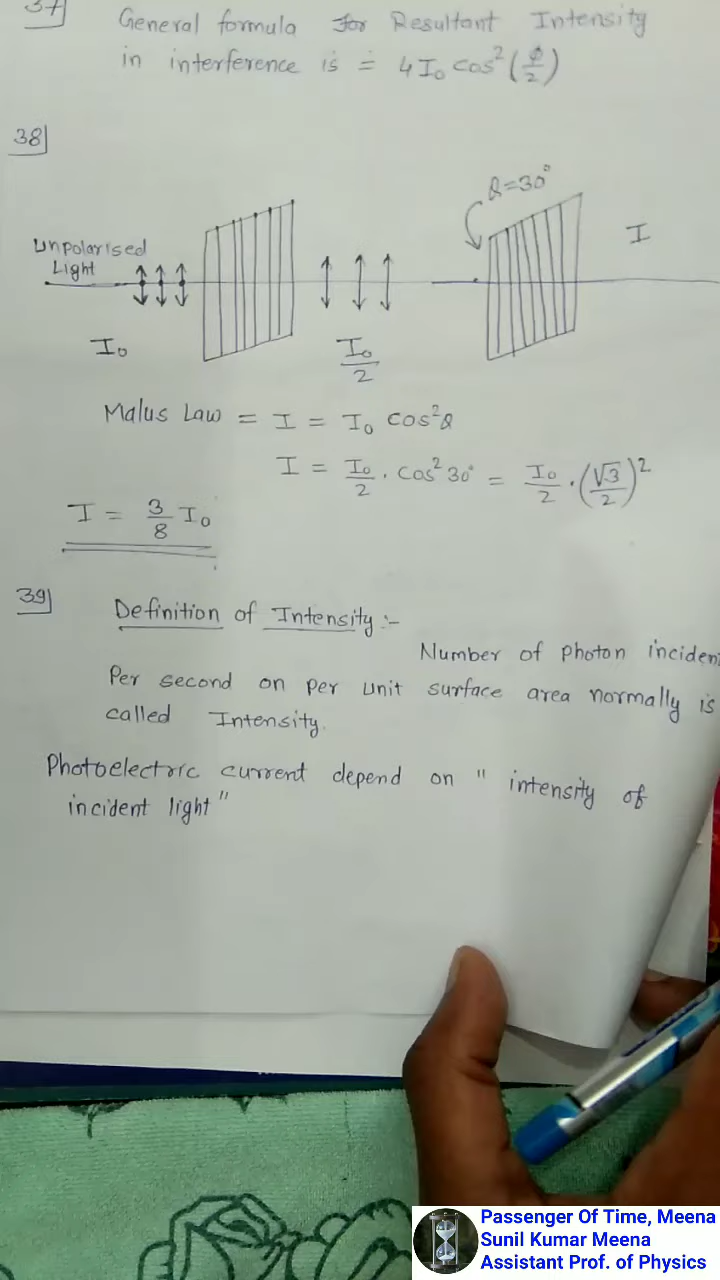 37
General formula for Resultant Intensity
in interference is = 4I₀ cos² (ϕ/2)
38
θ=30°
Unpolarised
Light
I
I₀
I₀/2
Malus Law = I = I₀ cos²θ
I = I₀/2 . cos² 30° = I₀/2 . (√3/2)²
I = 3/8 I₀
39
Definition of Intensity :-
Number of photon inciden
Per second on per unit surface area normally is
called Intensity.
Photoelectric current depend on " intensity of
incident light"
Passenger Of Time, Meena
Sunil Kumar Meena
Assistant Prof. of Physics